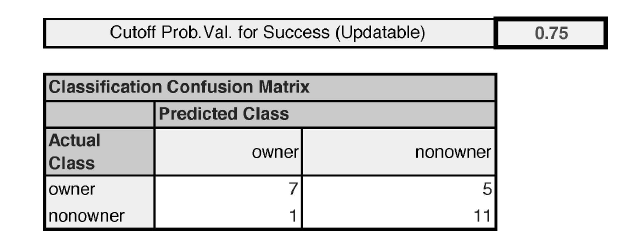 Cutoff Prob.Val. for Success (Updatable) 0.75
Classification Confusion Matrix
Predicted Class
Actual
Class owner nonowner
owner 7 5
nonowner 1 11